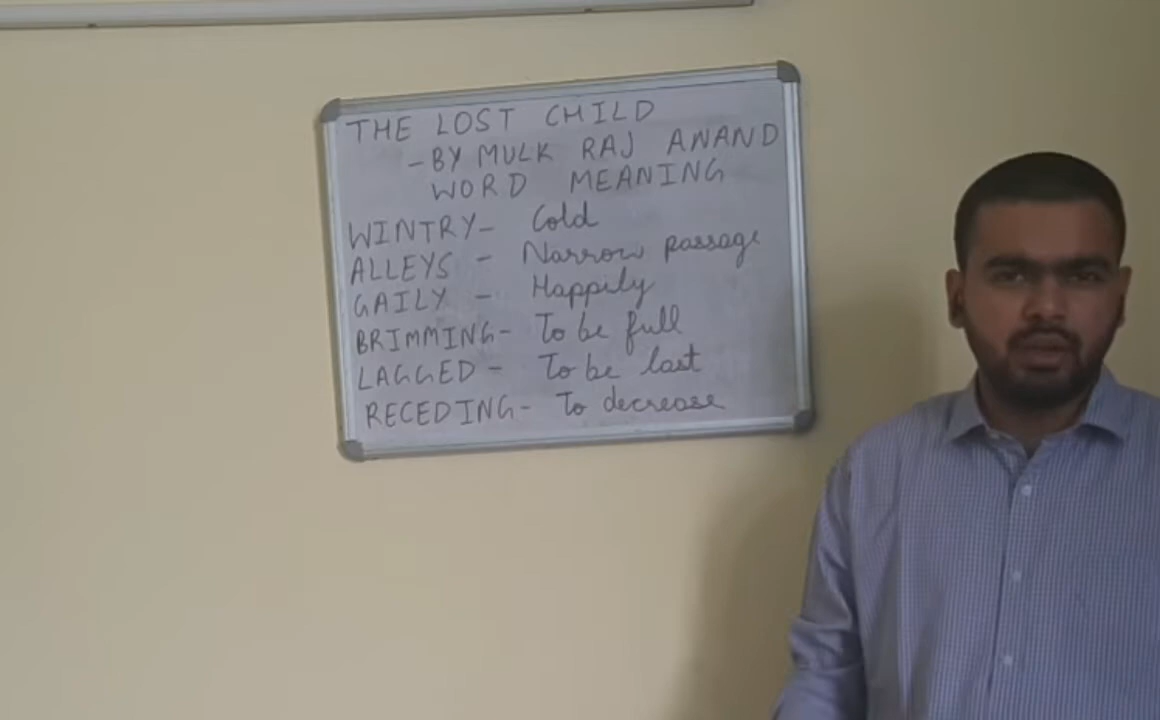 THE LOST CHILD
- BY MULK RAJ ANAND
WORD MEANING
WINTRY - Cold
ALLEYS - Narrow passage
GAILY - Happily
BRIMMING - To be full
LAGGED - To be last
RECEDING - To decrease